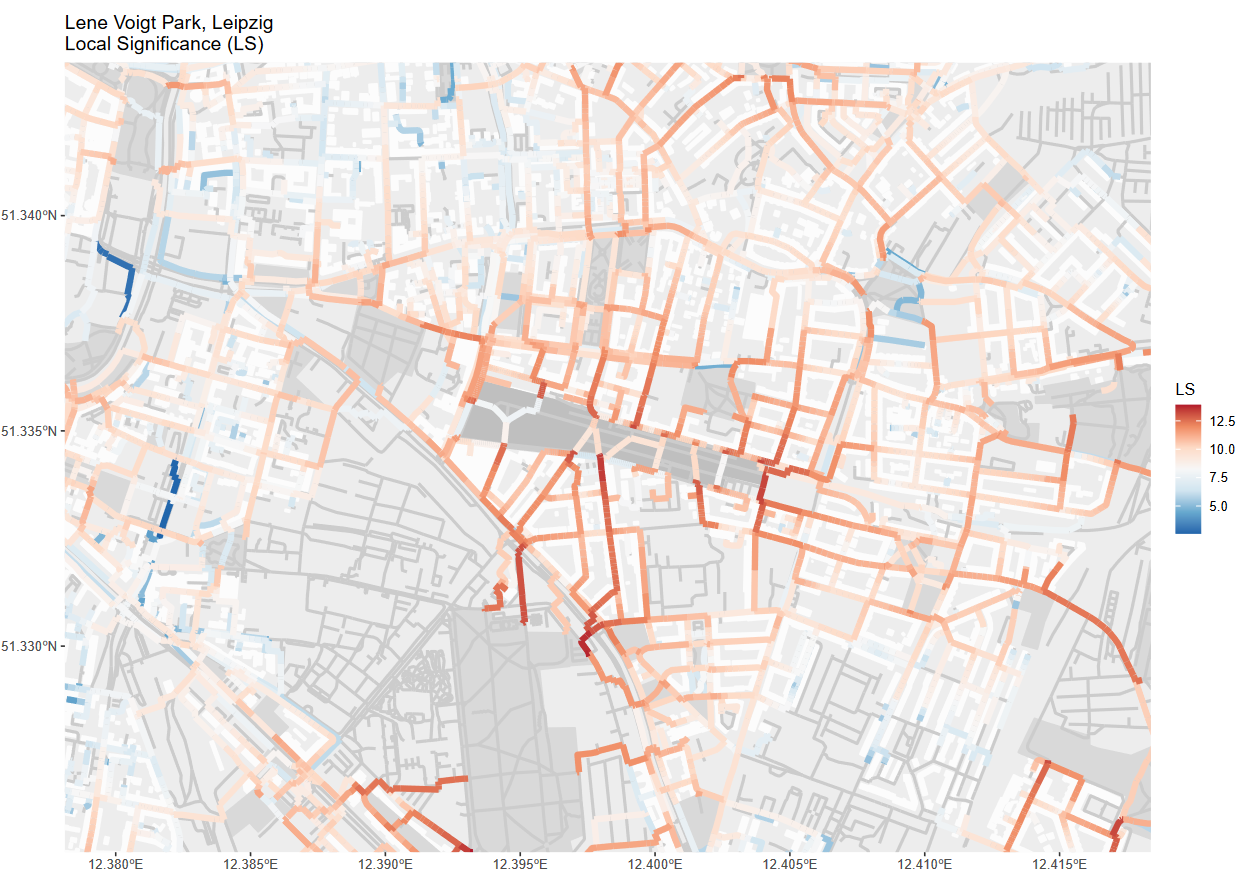 Lene Voigt Park, Leipzig
Local Significance (LS)
51.340°N
51.335°N
51.330°N
12.380°E
12.385°E
12.390°E
12.395°E
12.400°E
12.405°E
12.410°E
12.415°E
LS
12.5
10.0
7.5
5.0